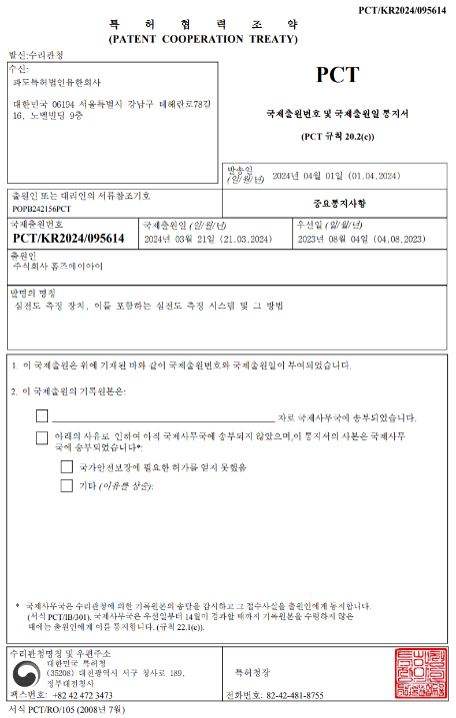 PCT/KR2024/095614
특 허 협 력 조 약
(PATENT COOPERATION TREATY)
발신:수리관청
수신:
파도특허법인유한회사
대한민국 06194 서울특별시 강남구 테헤란로78길
16, 노벨빌딩 9층
PCT
국제출원번호 및 국제출원일 통지서
(PCT 규칙 20.2(c))
발송일
(일/월/년) 2024년 04월 01일 (01.04.2024)
출원인 또는 대리인의 서류참조기호
POPB242156PCT
중요통지사항
국제출원번호
PCT/KR2024/095614
국제출원일 (일/월/년)
2024년 03월 21일 (21.03.2024)
우선일 (일/월/년)
2023년 08월 04일 (04.08.2023)
출원인
주식회사 홉즈에이아이
발명의 명칭
심전도 측정 장치, 이를 포함하는 심전도 측정 시스템 및 그 방법
1. 이 국제출원은 위에 기재된 바와 같이 국제출원번호와 국제출원일이 부여되었습니다.
2. 이 국제출원의 기록원본은:
자로 국제사무국에 송부되었습니다.
아래의 사유로 인하여 아직 국제사무국에 송부되지 않았으며,이 통지서의 사본은 국제사무
국에 송부되었습니다*:
국가안전보장에 필요한 허가를 얻지 못했음
기타 (이유를 상술):
* 국제사무국은 수리관청에 의한 기록원본의 송달을 감시하고 그 접수사실을 출원인에게 통지합니다.
(서식 PCT/IB/301). 국제사무국은 우선일부터 14월이 경과할 때까지 기록원본을 수령하지 않은
때에는 출원인에게 이를 통지합니다. (규칙 22.1(c)).
수리관청명칭 및 우편주소
대한민국 특허청
(35208) 대전광역시 서구 청사로 189,
정부대전청사
팩스번호: +82 42 472 3473
특허청장
전화번호: 82-42-481-8755
서식 PCT/RO/105 (2008년 7월)